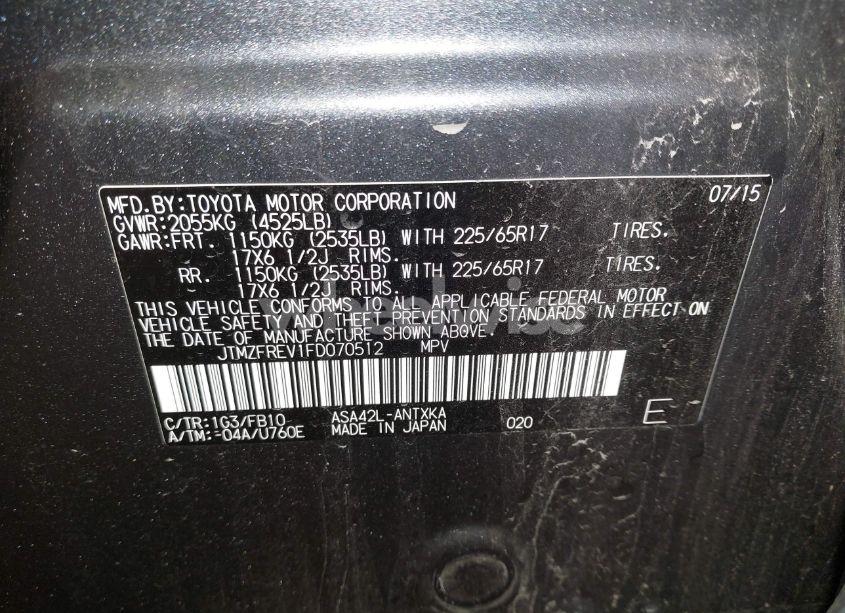 MFD.BY:TOYOTA MOTOR CORPORATION 07/15
GVWR:2055KG (4525LB)
GAWR:FRT. 1150KG (2535LB) WITH 225/65R17 TIRES.
17X6 1/2J RIMS.
RR. 1150KG (2535LB) WITH 225/65R17 TIRES.
17X6 1/2J RIMS.
THIS VEHICLE CONFORMS TO ALL APPLICABLE FEDERAL MOTOR
VEHICLE SAFETY AND THEFT PREVENTION STANDARDS IN EFFECT ON
THE DATE OF MANUFACTURE SHOWN ABOVE.
JTMZFREV1FD070512 MPV
C/TR:1G3/FB10 ASA42L-ANTXKA
A/TM:-04A/U760E MADE IN JAPAN 020 E